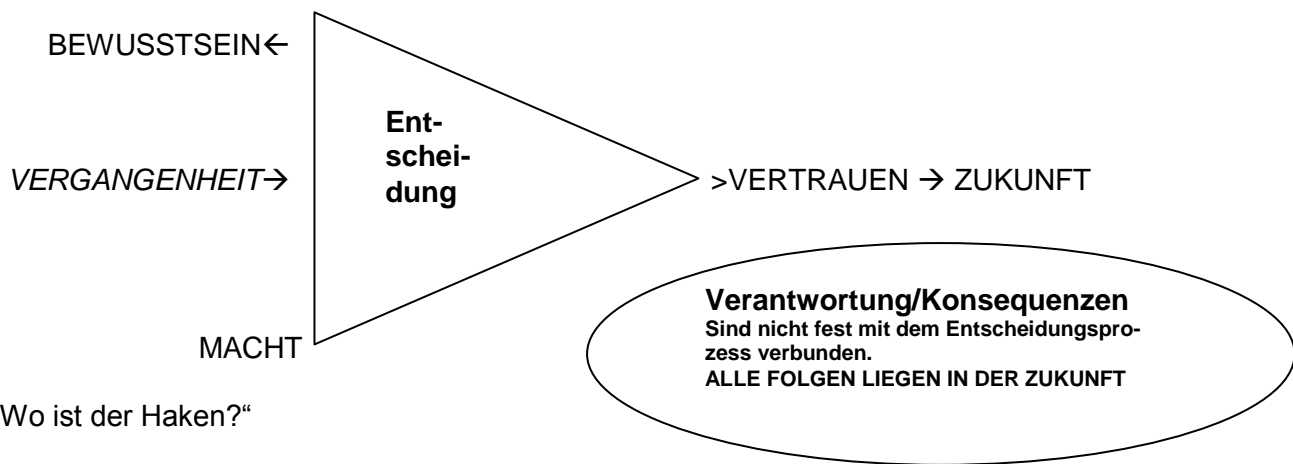 BEWUSSTSEIN←
Ent-
schei-
dung
VERGANGENHEIT→
>VERTRAUEN → ZUKUNFT
Verantwortung/Konsequenzen
Sind nicht fest mit dem Entscheidungspro-
zess verbunden.
ALLE FOLGEN LIEGEN IN DER ZUKUNFT
MACHT
Wo ist der Haken?“